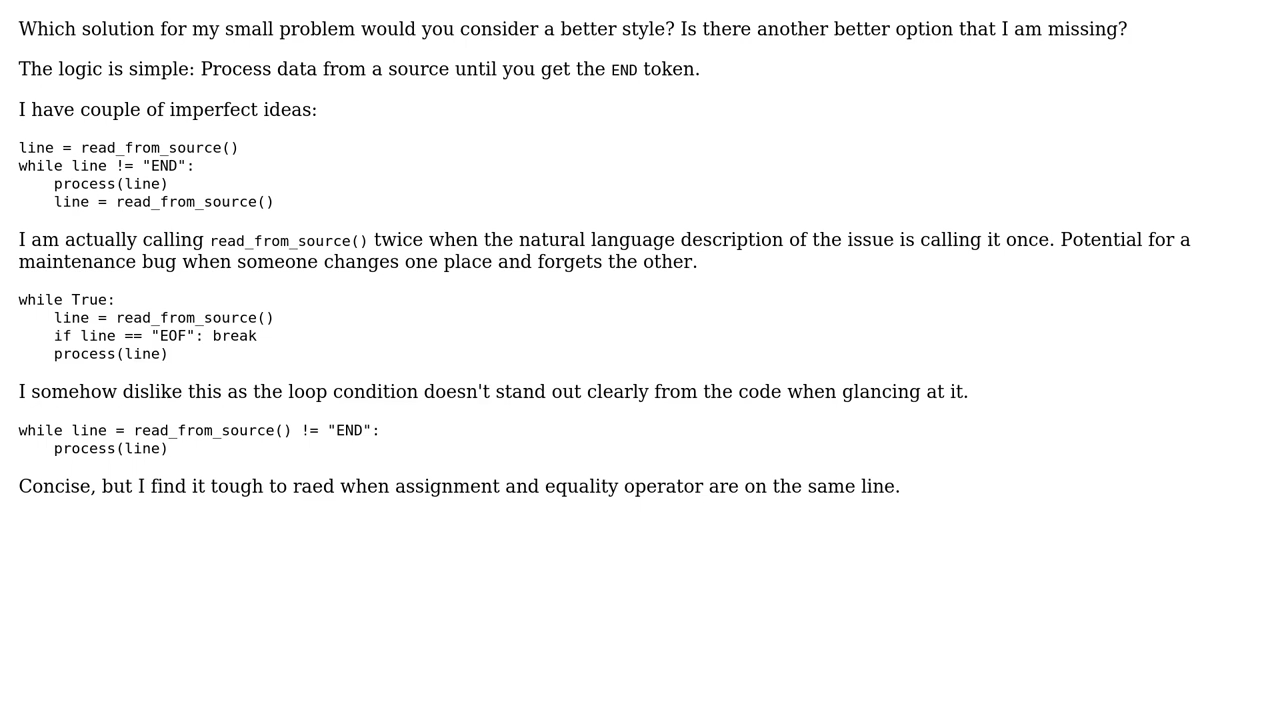 Which solution for my small problem would you consider a better style? Is there another better option that I am missing?
The logic is simple: Process data from a source until you get the END token.
I have couple of imperfect ideas:
line = read_from_source()
while line != "END":
    process(line)
    line = read_from_source()
I am actually calling read_from_source() twice when the natural language description of the issue is calling it once. Potential for a
maintenance bug when someone changes one place and forgets the other.
while True:
    line = read_from_source()
    if line == "EOF": break
    process(line)
I somehow dislike this as the loop condition doesn't stand out clearly from the code when glancing at it.
while line = read_from_source() != "END":
    process(line)
Concise, but I find it tough to raed when assignment and equality operator are on the same line.